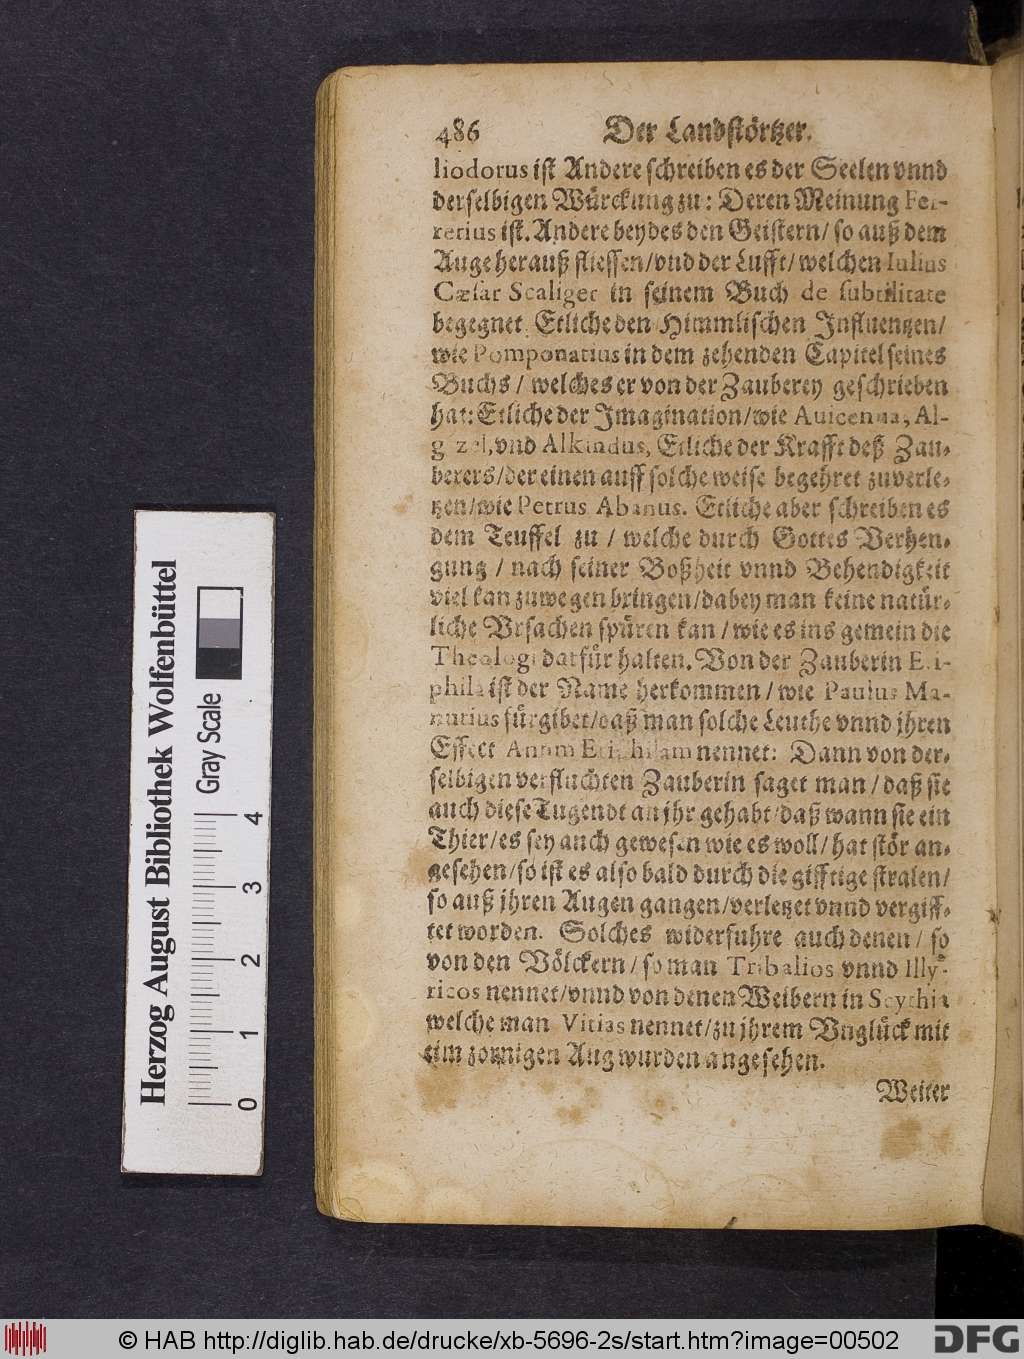 486 Der Landstörtzer.
liodorus ist Andere schreiben es der Seelen vnnd
derselbigen Würckung zu: Deren Meinung Fer-
rerius ist. Andere beydes den Geistern/ so auß dem
Auge herauß fliessen/vnd der Lufft/ welchen Iulius
Cæsar Scaliger in seinem Buch de subtilitate
begegnet. Etliche den Himmlischen Influentzen/
wie Pomponatius in dem zehenden Capitel seines
Buchs / welches er von der Zauberey geschrieben
hat: Etliche der Imagination/wie Auicenna, Al-
vnd Alkindus, Etliche der Krafft deß Zau-
berers/der einen auff solche weise begehret zuverle-
tzen/wie Petrus Abanus. Etliche aber schreiben es
dem Teuffel zu / welche durch Gottes Verhen-
gung / nach seiner Boßheit vnnd Behendigkeit
viel kan zuwegen bringen/dabey man keine natür-
liche Vrsachen spüren kan / wie es ins gemein die
Theologi darfür halten. Von der Zauberin Eri-
phila ist der Name herkommen / wie Paulus Ma-
nutius fürgibet/daß man solche Leuthe vnnd jhren
Effect Eriphilam nennet: Dann von der-
selbigen verfluchten Zauberin saget man / daß sie
auch diese Tugendt an jhr gehabt/daß wann sie ein
Thier/es sey auch gewesen wie es woll/ hat stör an-
gesehen/so ist es also bald durch die gifftige stralen/
so auß jhren Augen gangen/verletzet vnnd vergiff-
tet worden. Solches widerfuhre auch denen / so
von den Völckern / so man Tribalios vnnd Illy-
ricos nennet/vnnd von denen Weibern in Scythia
welche man Vitias nennet/zu jhrem Vnglück mit
eim zornigen Aug wurden angesehen.
Weiter
Herzog August Bibliothek Wolfenbüttel
Gray Scale
0 1 2 3 4
© HAB http://diglib.hab.de/drucke/xb-5696-2s/start.htm?image=00502
DFG